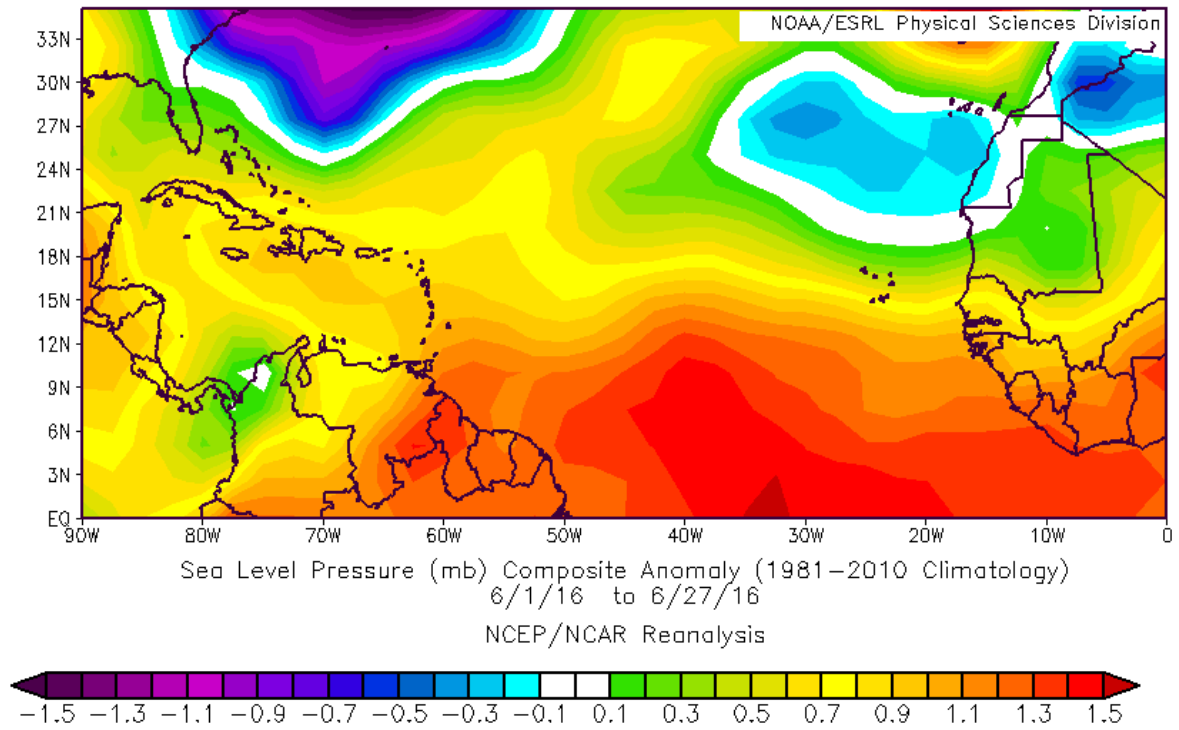 NOAA/ESRL Physical Sciences Division
33N
30N
27N
24N
21N
18N
15N
12N
9N
6N
3N
EQ
90W 80W 70W 60W 50W 40W 30W 20W 10W 0
Sea Level Pressure (mb) Composite Anomaly (1981-2010 Climatology)
6/1/16 to 6/27/16
NCEP/NCAR Reanalysis
-1.5 -1.3 -1.1 -0.9 -0.7 -0.5 -0.3 -0.1 0.1 0.3 0.5 0.7 0.9 1.1 1.3 1.5